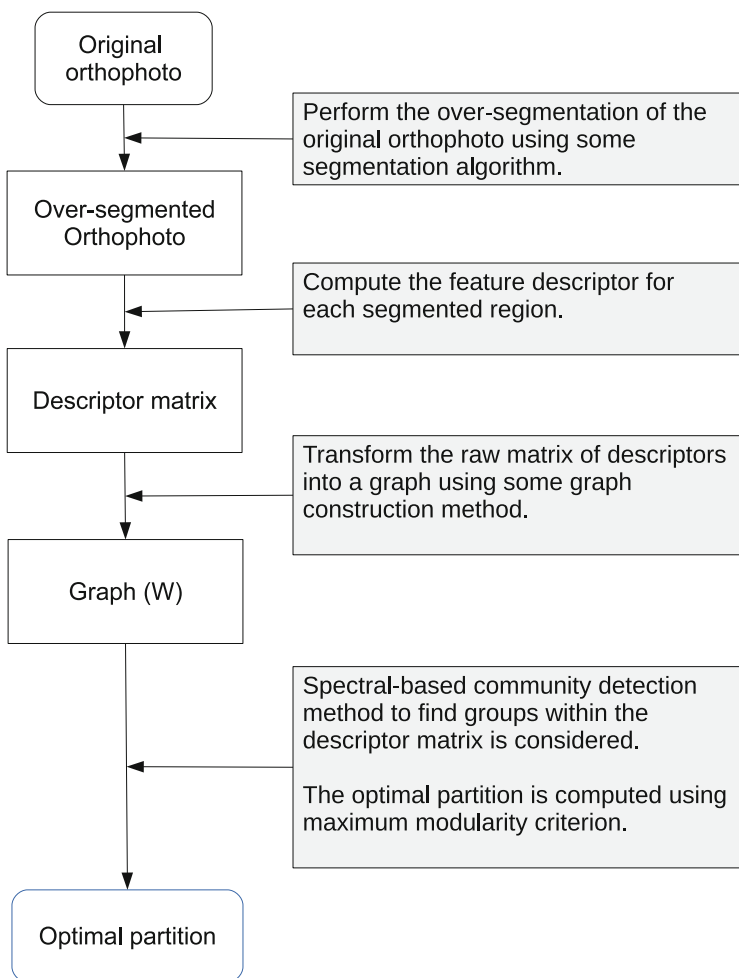 Original
orthophoto
Perform the over-segmentation of the
original orthophoto using some
segmentation algorithm.
Over-segmented
Orthophoto
Compute the feature descriptor for
each segmented region.
Descriptor matrix
Transform the raw matrix of descriptors
into a graph using some graph
construction method.
Graph (W)
Spectral-based community detection
method to find groups within the
descriptor matrix is considered.
The optimal partition is computed using
maximum modularity criterion.
Optimal partition